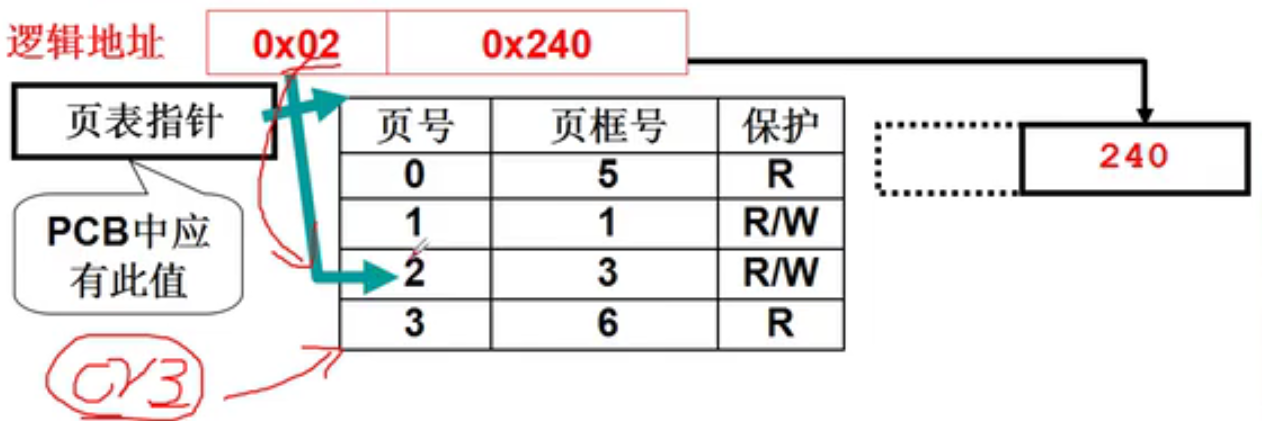 逻辑地址 0x02 0x240
页表指针
页号 页框号 保护
0 5 R
1 1 R/W
2 3 R/W
3 6 R
240
PCB中应
有此值
CR3